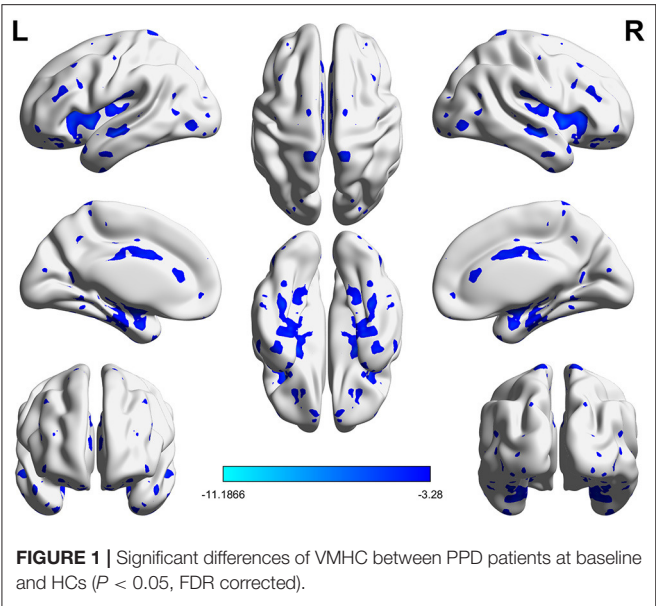 L
R
-11.1866
-3.28
FIGURE 1 | Significant differences of VMHC between PPD patients at baseline
and HCs (P < 0.05, FDR corrected).